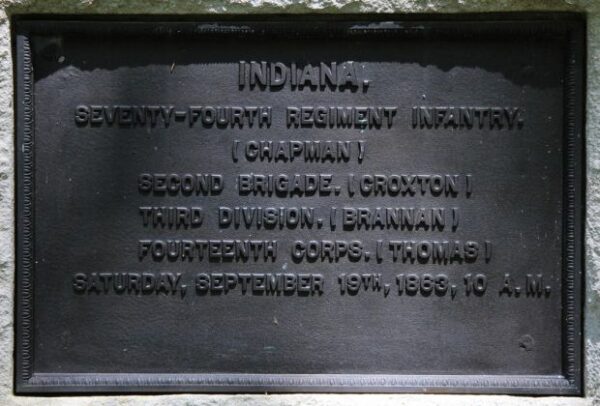 INDIANA.
SEVENTY-FOURTH REGIMENT INFANTRY.
(CHAPMAN)
SECOND BRIGADE. (CROXTON)
THIRD DIVISION. (BRANNAN)
FOURTEENTH CORPS. (THOMAS)
SATURDAY, SEPTEMBER 19TH, 1863, 10 A.M.